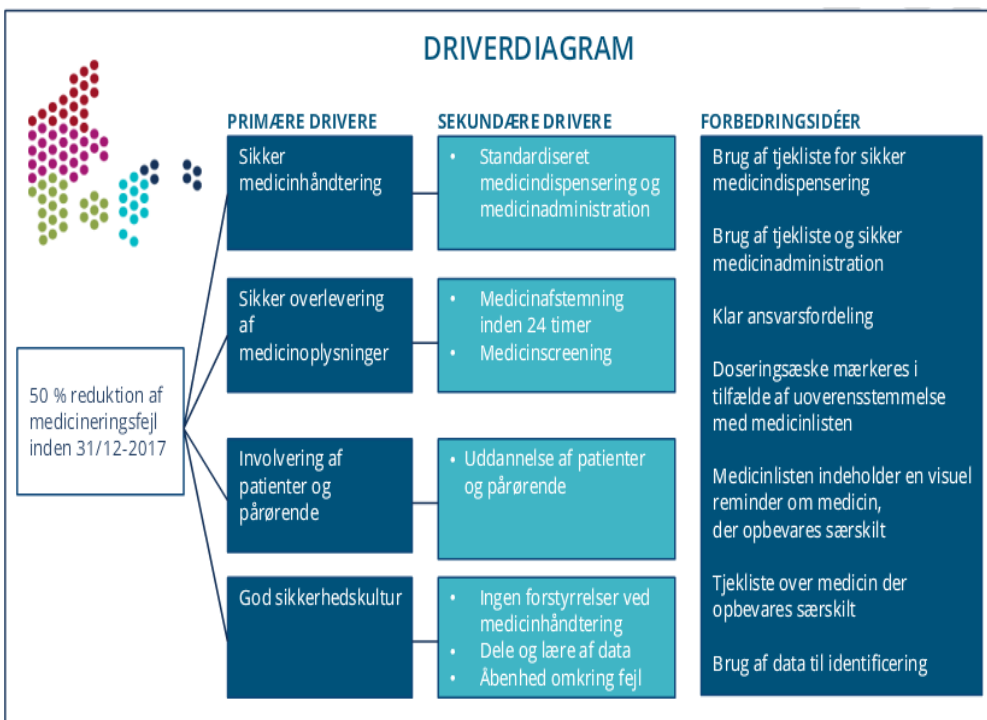 DRIVERDIAGRAM
PRIMÆRE DRIVERE
Sikker
medicinhåndtering
Sikker overlevering
af
medicinoplysninger
50 % reduktion af
medicineringsfejl
inden 31/12-2017
Involvering af
patienter og
pårørende
God sikkerhedskultur
SEKUNDÆRE DRIVERE
• Standardiseret
medicindispensering og
medicinadministration
• Medicinafstemning
inden 24 timer
• Medicinscreening
• Uddannelse af patienter
og pårørende
• Ingen forstyrrelser ved
medicinhåndtering
• Dele og lære af data
• Åbenhed omkring fejl
FORBEDRINGSIDÉER
Brug af tjekliste for sikker
medicindispensering
Brug af tjekliste og sikker
medicinadministration
Klar ansvarsfordeling
Doseringsæske mærkeres i
tilfælde af uoverensstemmelse
med medicinlisten
Medicinlisten indeholder en visuel
reminder om medicin,
der opbevares særskilt
Tjekliste over medicin der
opbevares særskilt
Brug af data til identificering